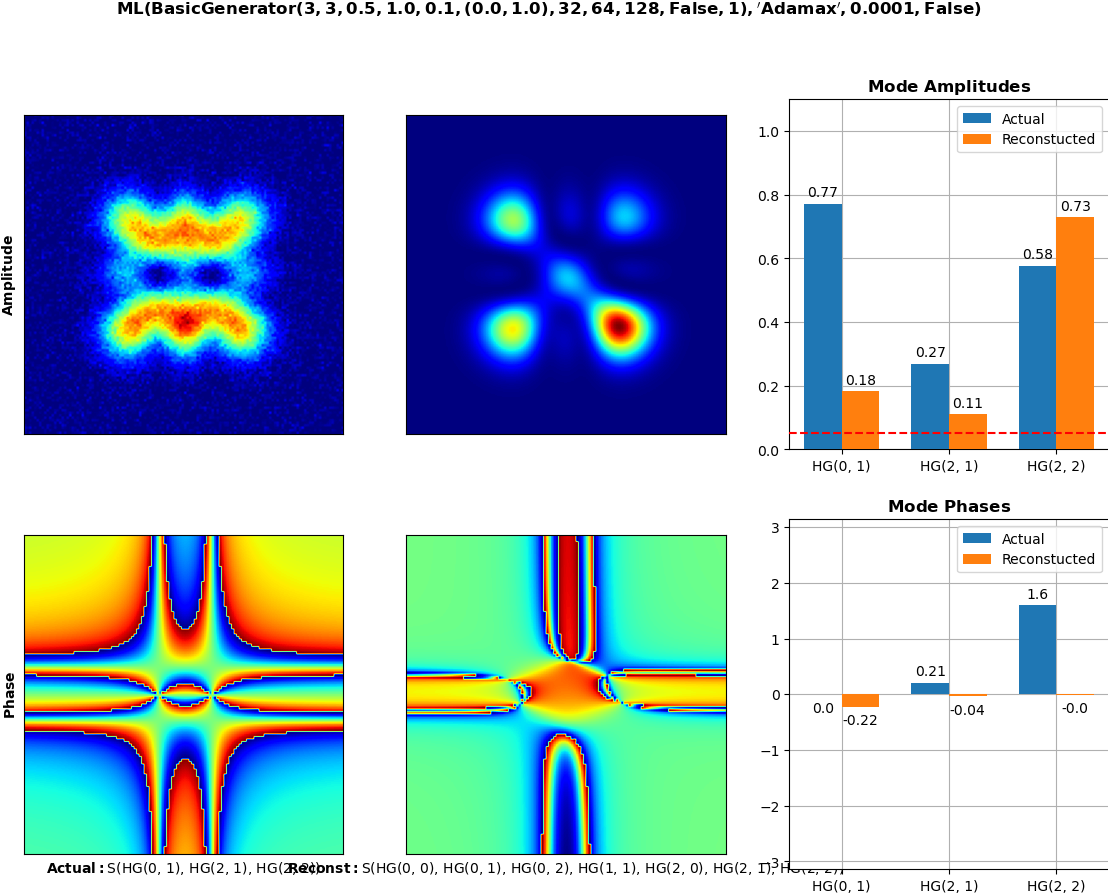 ML(BasicGenerator(3, 3, 0.5, 1.0, 0.1, (0.0, 1.0), 32, 64, 128, False, 1), 'Adamax', 0.0001, False)
Amplitude
Mode Amplitudes
Actual
Reconstucted
1.0
0.8
0.6
0.4
0.2
0.0
0.77
0.18
0.27
0.11
0.58
0.73
HG(0, 1)
HG(2, 1)
HG(2, 2)
Phase
Mode Phases
Actual
Reconstucted
3
2
1
0
−1
−2
−3
0.0
-0.22
0.21
-0.04
1.6
-0.0
HG(0, 1)
HG(2, 1)
HG(2, 2)
Actual: S(HG(0, 1), HG(2, 1), HG(2, 2))
Reconst: S(HG(0, 0), HG(0, 1), HG(0, 2), HG(1, 1), HG(2, 0), HG(2, 1), HG(2, 2))